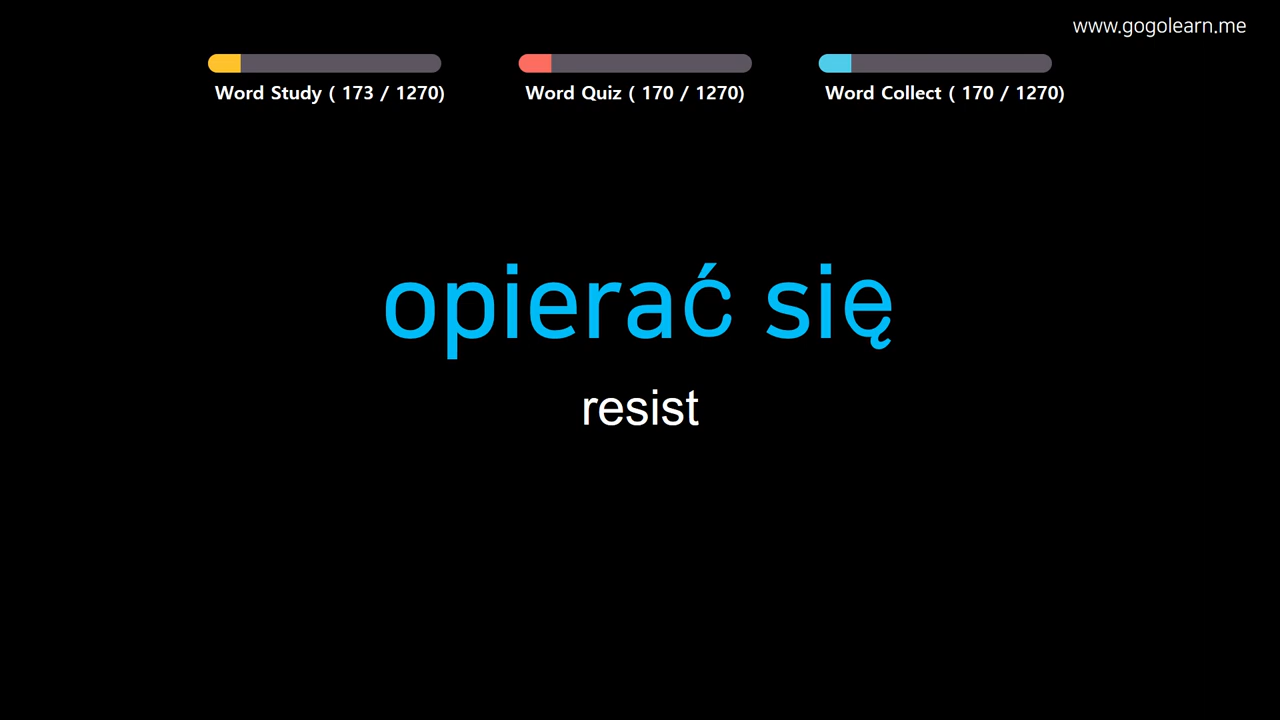 www.gogolearn.me
Word Study ( 173 / 1270)
Word Quiz ( 170 / 1270)
Word Collect ( 170 / 1270)
opierać się
resist